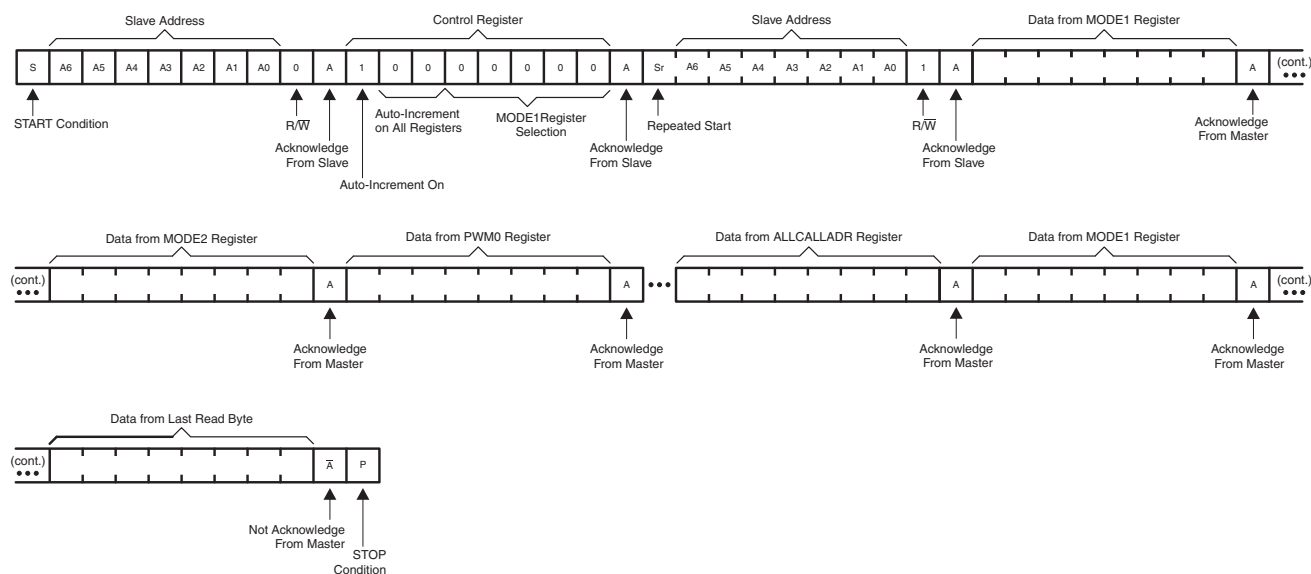 Slave Address
Control Register
Slave Address
Data from MODE1 Register
S A6 A5 A4 A3 A2 A1 A0 0 A 1 0 0 0 0 0 0 0 A Sr A6 A5 A4 A3 A2 A1 A0 1 A A (cont.)
START Condition
R/W̅
Acknowledge
From Slave
Auto-Increment On
Auto-Increment
on All Registers
MODE1Register
Selection
Acknowledge
From Slave
Repeated Start
R/W̅
Acknowledge
From Slave
Acknowledge
From Master
Data from MODE2 Register
Data from PWM0 Register
Data from ALLCALLADR Register
Data from MODE1 Register
(cont.) A A A A (cont.)
Acknowledge
From Master
Acknowledge
From Master
Acknowledge
From Master
Acknowledge
From Master
Data from Last Read Byte
(cont.) A̅ P
Not Acknowledge
From Master
STOP
Condition